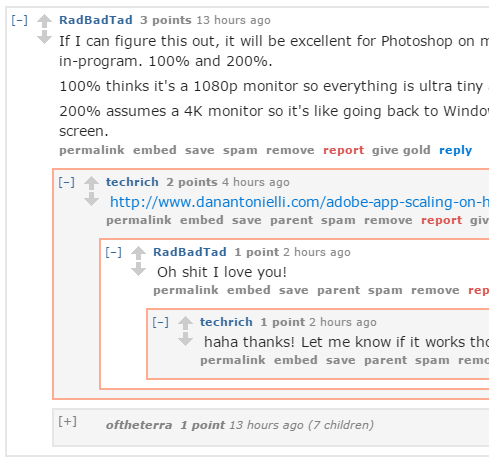 [–] RadBadTad 3 points 13 hours ago
If I can figure this out, it will be excellent for Photoshop on
in-program. 100% and 200%.
100% thinks it's a 1080p monitor so everything is ultra tiny
200% assumes a 4K monitor so it's like going back to
screen.
permalink embed save spam remove report give gold reply
[–] techrich 2 points 4 hours ago
http://www.danantonielli.com/adobe-app-scaling-on-h
permalink embed save parent spam remove report
[–] RadBadTad 1 point 2 hours ago
Oh shit I love you!
permalink embed save parent spam remove
[–] techrich 1 point 2 hours ago
haha thanks! Let me know if it works
permalink embed save parent spam
[+] oftheterra 1 point 13 hours ago (7 children)